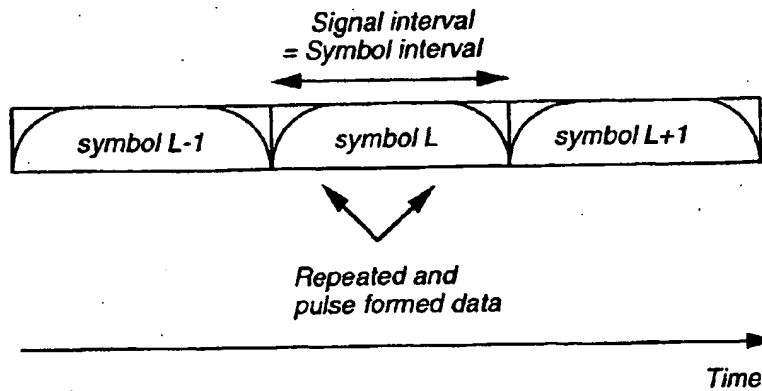 Signal interval
= Symbol interval
symbol L-1
symbol L
symbol L+1
Repeated and
pulse formed data
Time